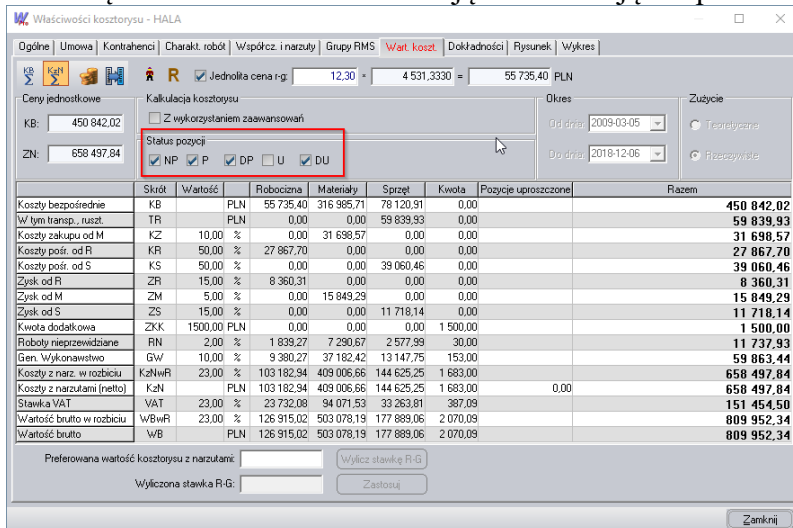 Właściwości kosztorysu - HALA
Ogólne Umowa Kontrahenci Charakt. robót Współcz. i narzuty Grupy RMS Wart. koszt. Dokładności Rysunek Wykres
KB Σ KzN Σ R Jednolita cena r-g: 12,30 * 4 531,3330 = 55 735,40 PLN
Ceny jednostkowe Kalkulacja kosztorysu Okres Zużycie
KB: 450 842,02 Z wykorzystaniem zaawansowań Od dnia: 2009-03-05 Teoretyczne
Status pozycji
ZN: 658 497,84 NP P DP U DU Do dnia: 2018-12-06 Rzeczywiste
Skrót Wartość Robocizna Materiały Sprzęt Kwota Pozycje uproszczone Razem
Koszty bezpośrednie KB PLN 55 735,40 316 985,71 78 120,91 0,00 450 842,02
W tym transp., ruszt. TR PLN 0,00 0,00 59 839,93 0,00 59 839,93
Koszty zakupu od M KZ 10,00 % 0,00 31 698,57 0,00 0,00 31 698,57
Koszty pośr. od R KR 50,00 % 27 867,70 0,00 0,00 0,00 27 867,70
Koszty pośr. od S KS 50,00 % 0,00 0,00 39 060,46 0,00 39 060,46
Zysk od R ZR 15,00 % 8 360,31 0,00 0,00 0,00 8 360,31
Zysk od M ZM 5,00 % 0,00 15 849,29 0,00 0,00 15 849,29
Zysk od S ZS 15,00 % 0,00 0,00 11 718,14 0,00 11 718,14
Kwota dodatkowa ZKK 1500,00 PLN 0,00 0,00 0,00 1 500,00 1 500,00
Roboty nieprzewidziane RN 2,00 % 1 839,27 7 290,67 2 577,99 30,00 11 737,93
Gen. Wykonawstwo GW 10,00 % 9 380,27 37 182,42 13 147,75 153,00 59 863,44
Koszty z narz. w rozbiciu KzNwR 23,00 % 103 182,94 409 006,66 144 625,25 1 683,00 658 497,84
Koszty z narzutami (netto) KzN PLN 103 182,94 409 006,66 144 625,25 1 683,00 0,00 658 497,84
Stawka VAT VAT 23,00 % 23 732,08 94 071,53 33 263,81 387,09 151 454,50
Wartość brutto w rozbiciu WBwR 23,00 % 126 915,02 503 078,19 177 889,06 2 070,09 809 952,34
Wartość brutto WB PLN 126 915,02 503 078,19 177 889,06 2 070,09 809 952,34
Preferowana wartość kosztorysu z narzutami: Wylicz stawkę R-G
Wyliczona stawka R-G: Zastosuj
Zamknij